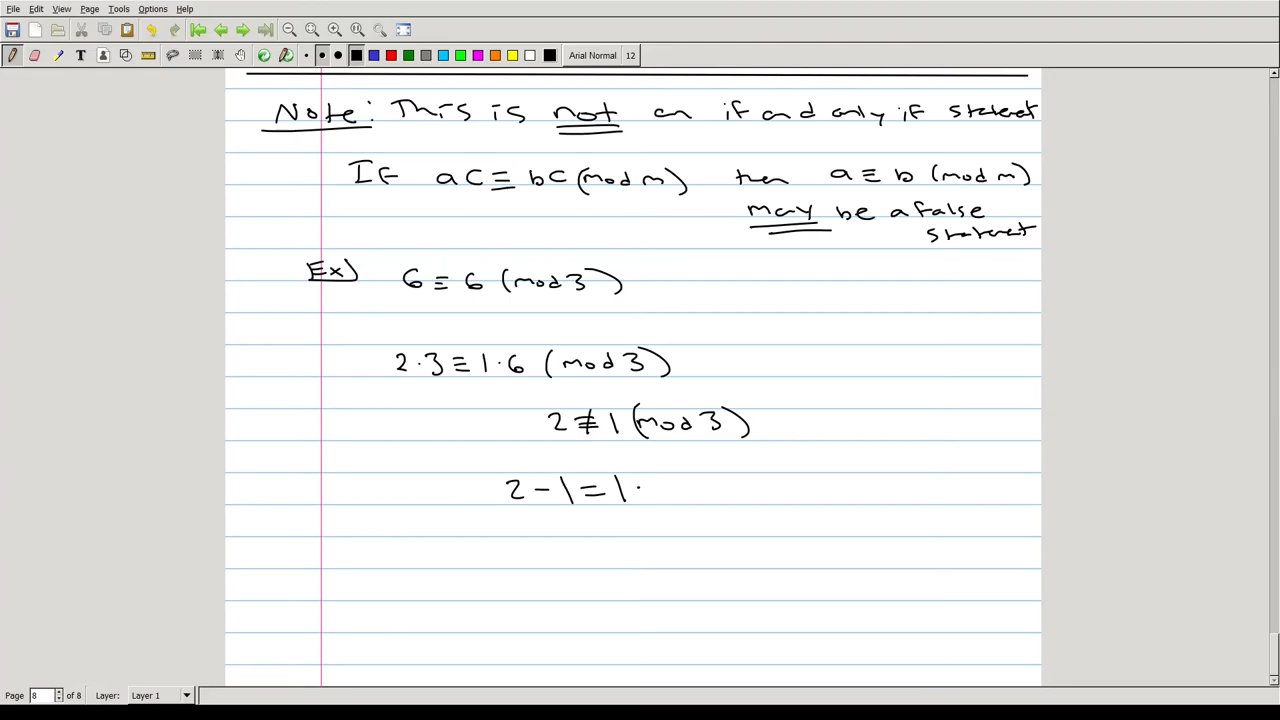 File Edit View Page Tools Options Help
Arial Normal 12
Note: This is not an if and only if statement
If ac ≡ bc (mod m) then a ≡ b (mod m)
may be a false
statement
Ex) 6 ≡ 6 (mod 3)
2·3 ≡ 1·6 (mod 3)
2 ≢ 1 (mod 3)
2 - 1 = 1 ·
Page 8 of 8 Layer: Layer 1